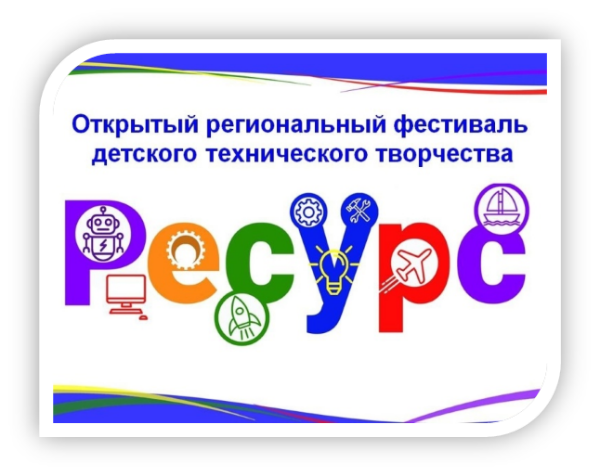 Открытый региональный фестиваль
детского технического творчества
Ресурс